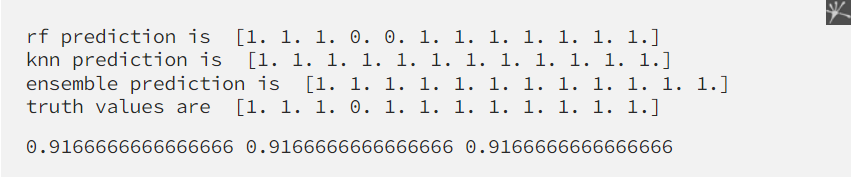 rf prediction is  [1. 1. 1. 0. 0. 1. 1. 1. 1. 1. 1. 1.]
knn prediction is  [1. 1. 1. 1. 1. 1. 1. 1. 1. 1. 1. 1.]
ensemble prediction is  [1. 1. 1. 1. 1. 1. 1. 1. 1. 1. 1. 1.]
truth values are  [1. 1. 1. 0. 1. 1. 1. 1. 1. 1. 1. 1.]
0.9166666666666666 0.9166666666666666 0.9166666666666666